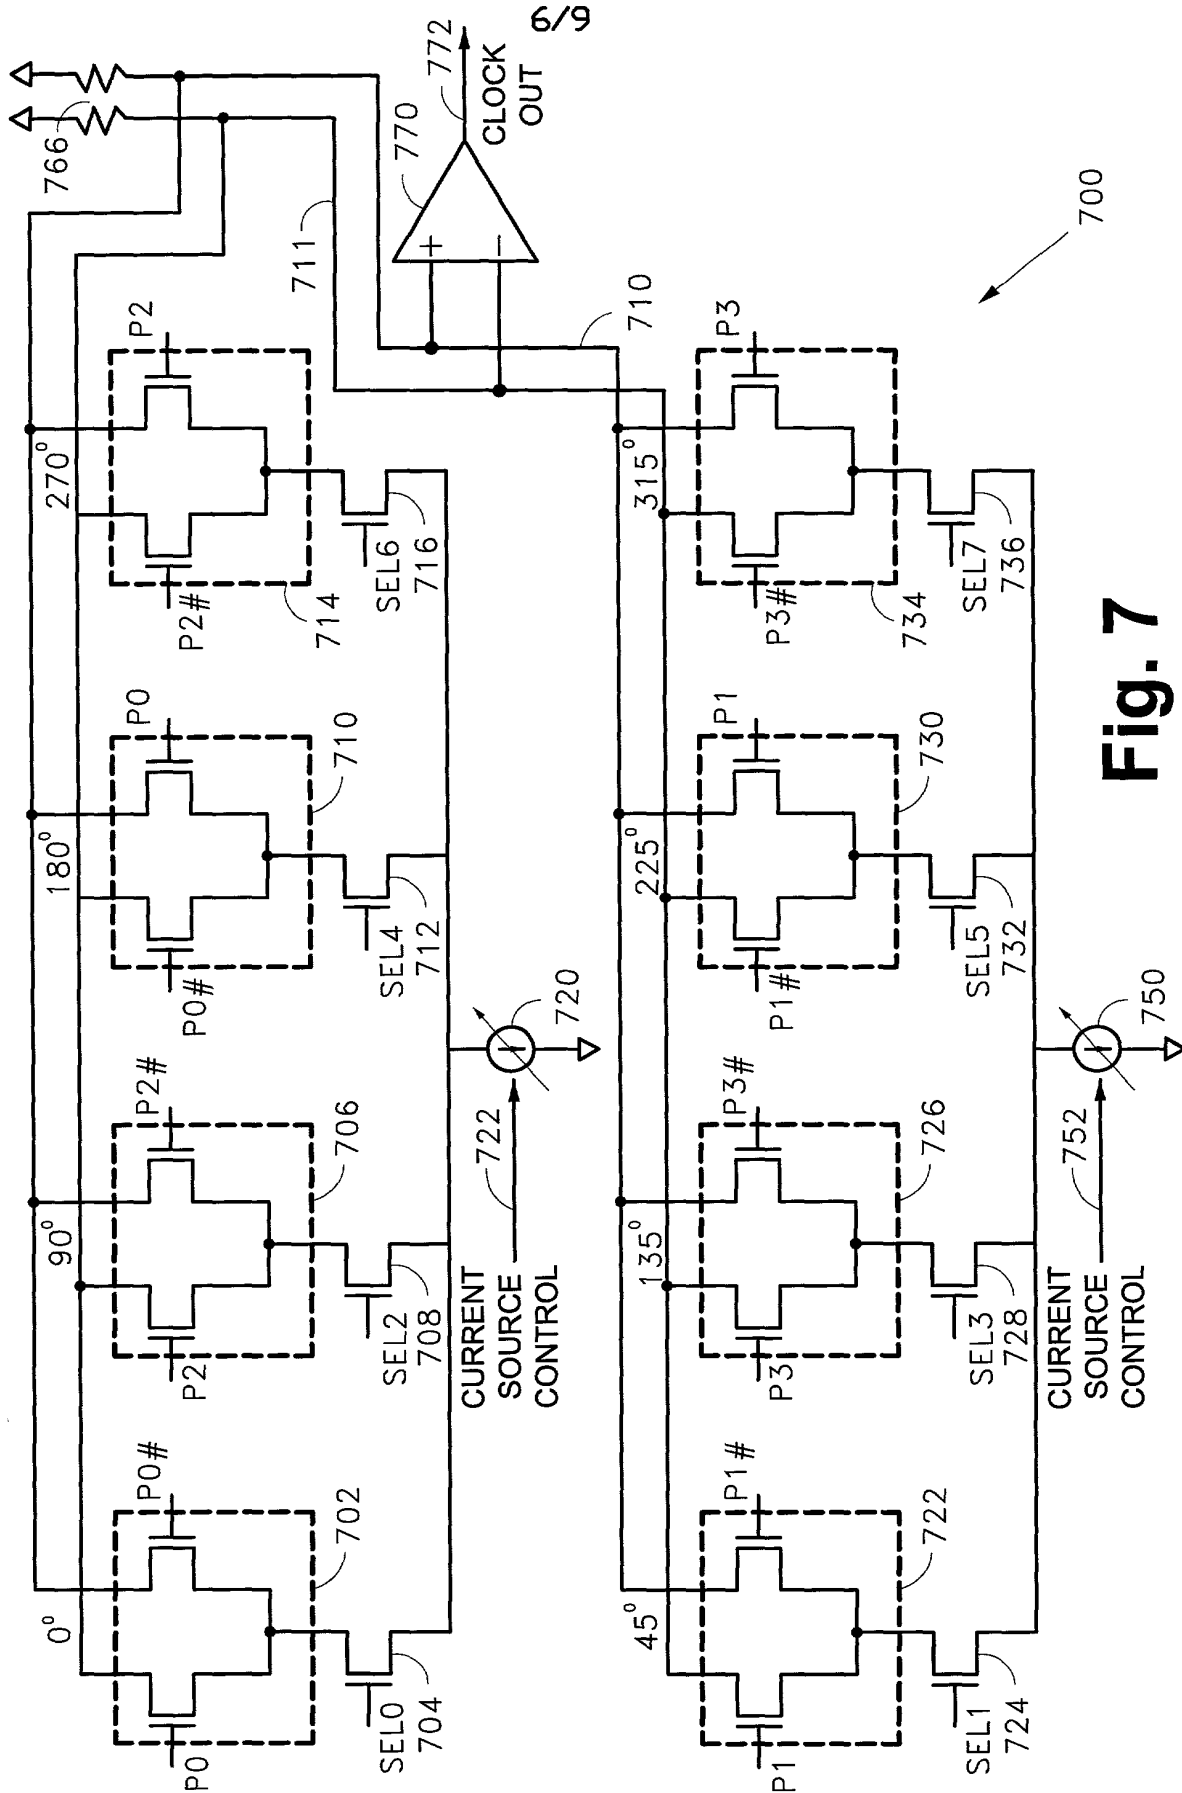 6/9
766
711
770
772
CLOCK
OUT
710
700
0°
P0
P0#
702
SEL0
704
90°
P2
P2#
706
SEL2
708
180°
P0#
P0
710
SEL4
712
270°
P2#
P2
714
SEL6
716
720
722
CURRENT
SOURCE
CONTROL
45°
P1
P1#
722
SEL1
724
135°
P3
P3#
726
SEL3
728
225°
P1#
P1
730
SEL5
732
315°
P3#
P3
734
SEL7
736
750
752
CURRENT
SOURCE
CONTROL
+
−
Fig. 7